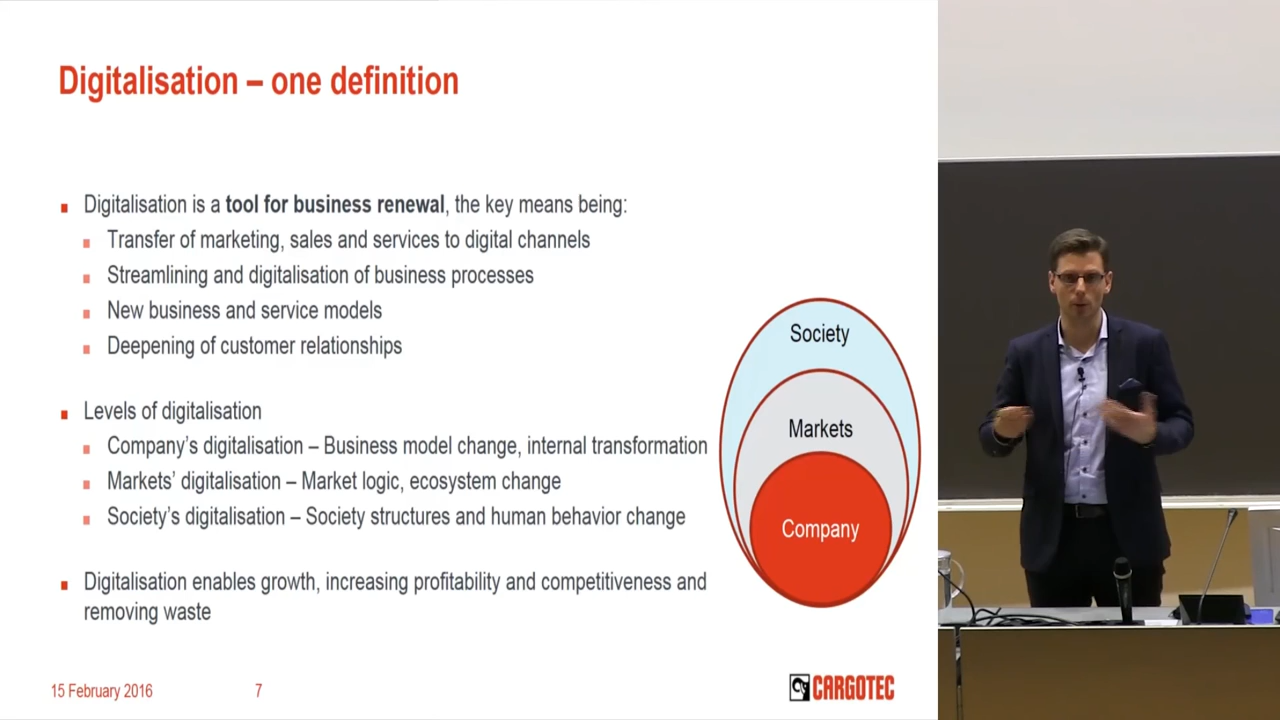 Digitalisation – one definition
Digitalisation is a tool for business renewal, the key means being:
Transfer of marketing, sales and services to digital channels
Streamlining and digitalisation of business processes
New business and service models
Deepening of customer relationships
Levels of digitalisation
Company's digitalisation – Business model change, internal transformation
Markets' digitalisation – Market logic, ecosystem change
Society's digitalisation – Society structures and human behavior change
Digitalisation enables growth, increasing profitability and competitiveness and
removing waste
Society
Markets
Company
15 February 2016
7
CARGOTEC